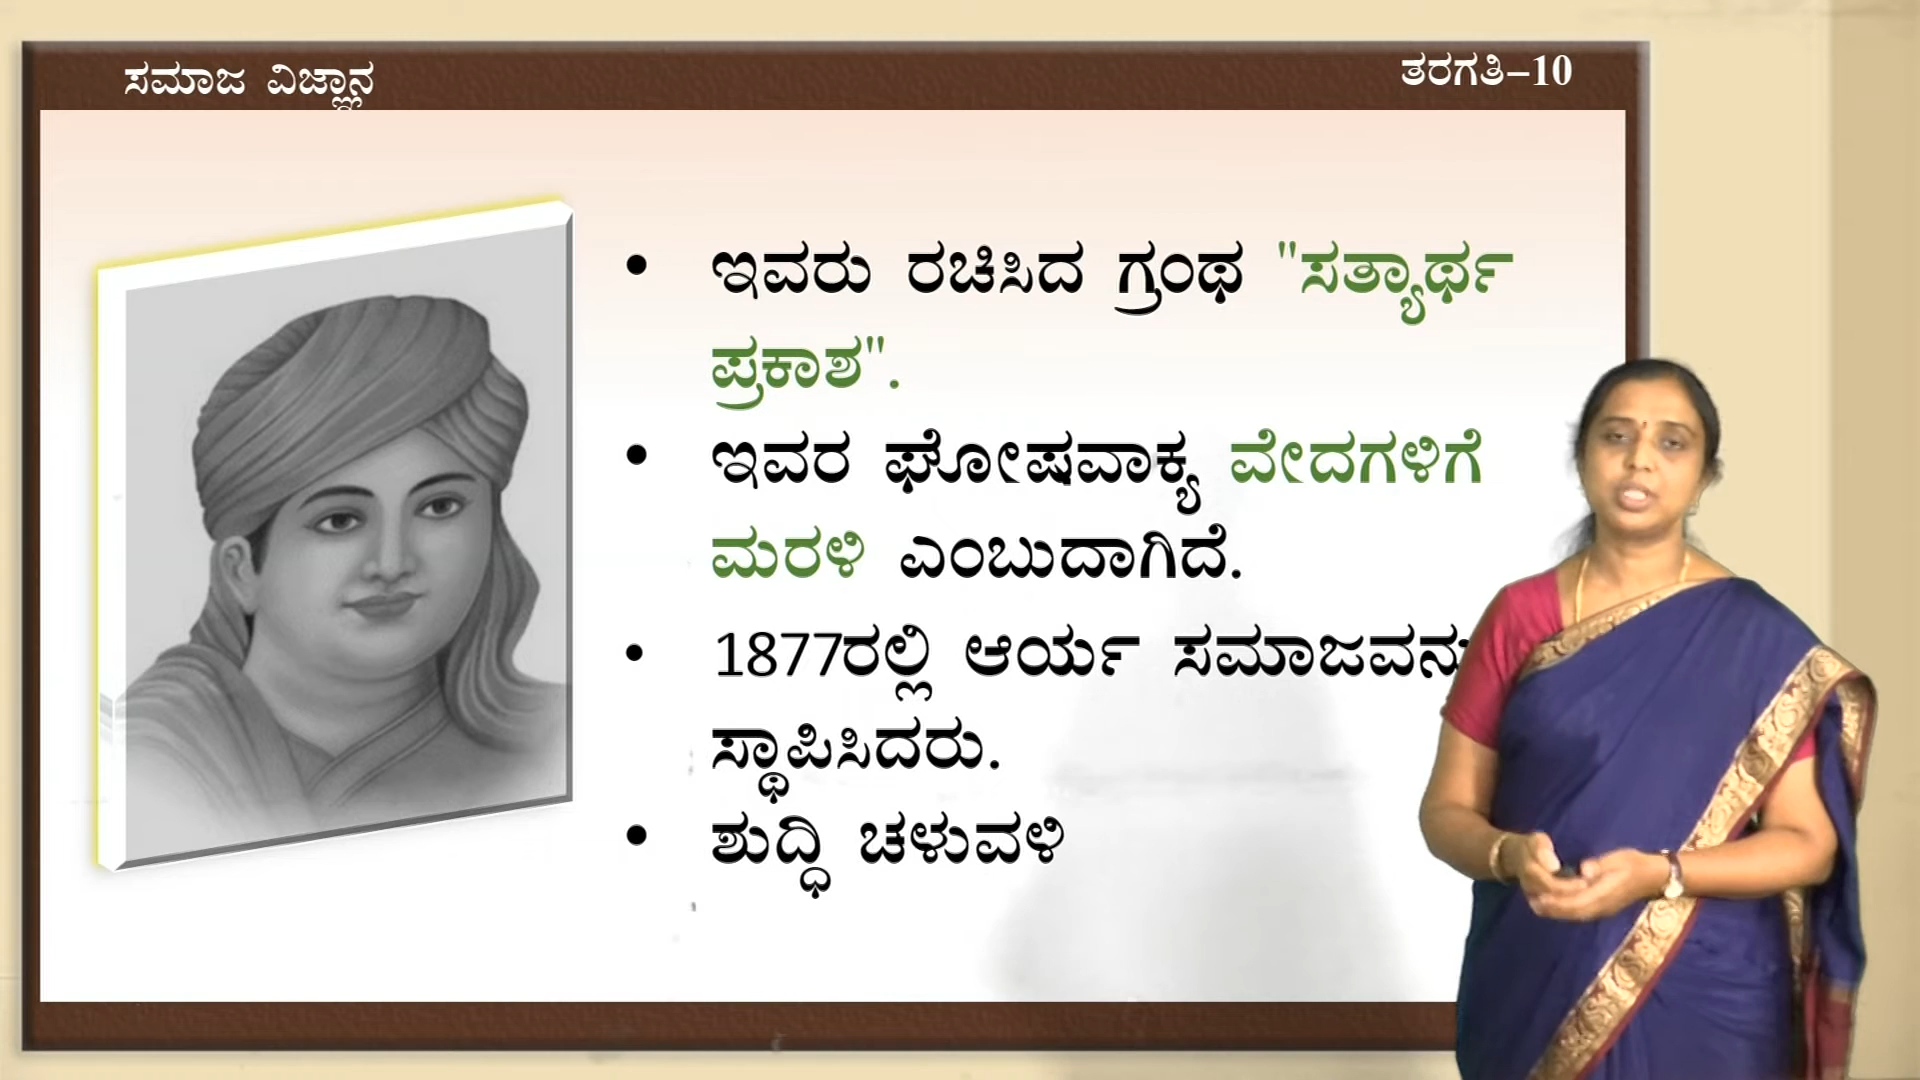 ಸಮಾಜ ವಿಜ್ಞಾನ
ತರಗತಿ–10
• ಇವರು ರಚಿಸಿದ ಗ್ರಂಥ "ಸತ್ಯಾರ್ಥ
ಪ್ರಕಾಶ".
• ಇವರ ಘೋಷವಾಕ್ಯ ವೇದಗಳಿಗೆ
ಮರಳಿ ಎಂಬುದಾಗಿದೆ.
• 1877ರಲ್ಲಿ ಆರ್ಯ ಸಮಾಜವನು
ಸ್ಥಾಪಿಸಿದರು.
• ಶುದ್ಧಿ ಚಳುವಳಿ